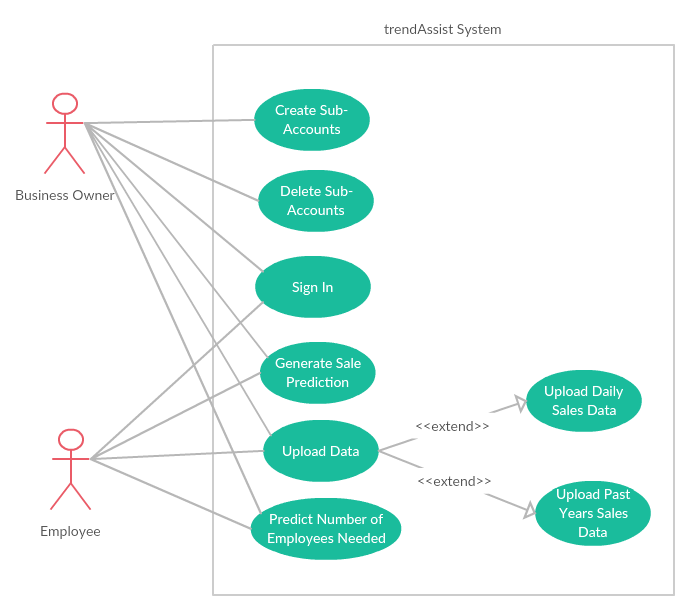 trendAssist System
Create Sub-
Accounts
Business Owner
Delete Sub-
Accounts
Sign In
Generate Sale
Prediction
Upload Daily
Sales Data
<<extend>>
Upload Data
<<extend>>
Upload Past
Years Sales
Data
Employee
Predict Number of
Employees Needed